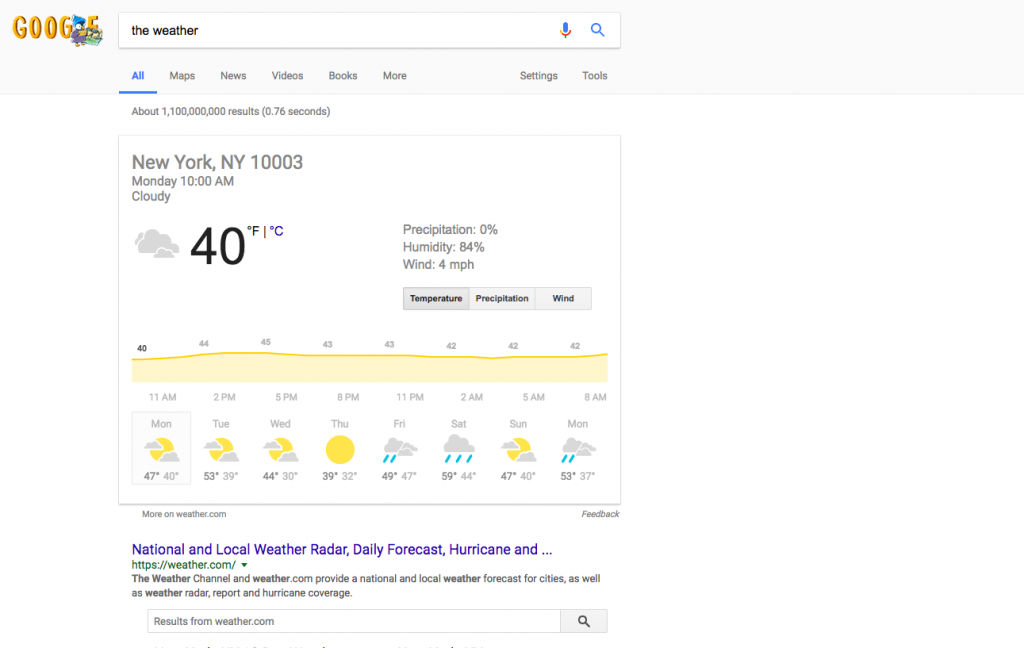 GOOGLE
the weather
All Maps News Videos Books More Settings Tools
About 1,100,000,000 results (0.76 seconds)
New York, NY 10003
Monday 10:00 AM
Cloudy
40 °F | °C
Precipitation: 0%
Humidity: 84%
Wind: 4 mph
Temperature Precipitation Wind
40 44 45 43 43 42 42 42
11 AM 2 PM 5 PM 8 PM 11 PM 2 AM 5 AM 8 AM
Mon Tue Wed Thu Fri Sat Sun Mon
47° 40° 53° 39° 44° 30° 39° 32° 49° 47° 59° 44° 47° 40° 53° 37°
More on weather.com Feedback
National and Local Weather Radar, Daily Forecast, Hurricane and ...
https://weather.com/
The Weather Channel and weather.com provide a national and local weather forecast for cities, as well
as weather radar, report and hurricane coverage.
Results from weather.com